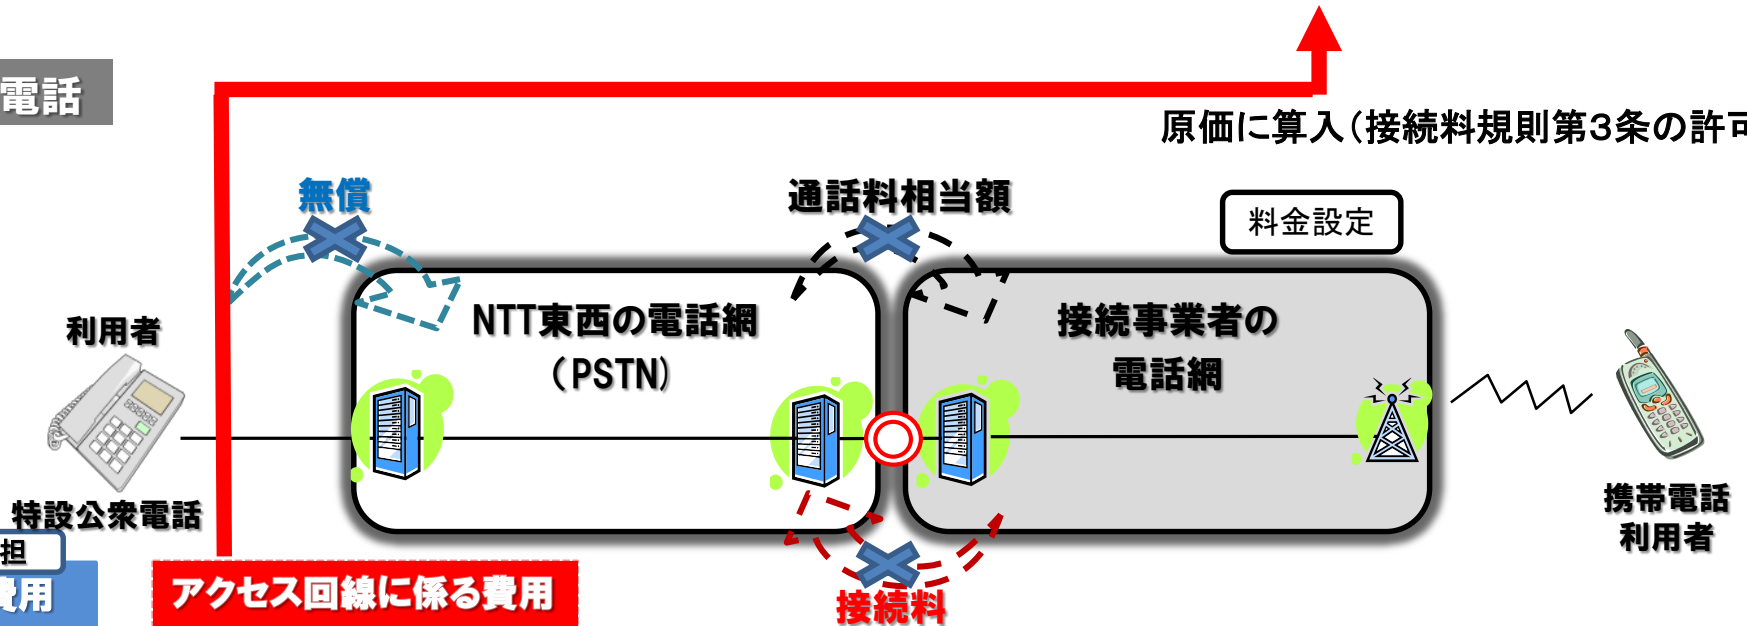 電話
原価に算入（接続料規則第３条の許可
無償
通話料相当額
料金設定
NTT東西の電話網
（PSTN)
接続事業者の
電話網
利用者
特設公衆電話
携帯電話
利用者
担
費用
アクセス回線に係る費用
接続料